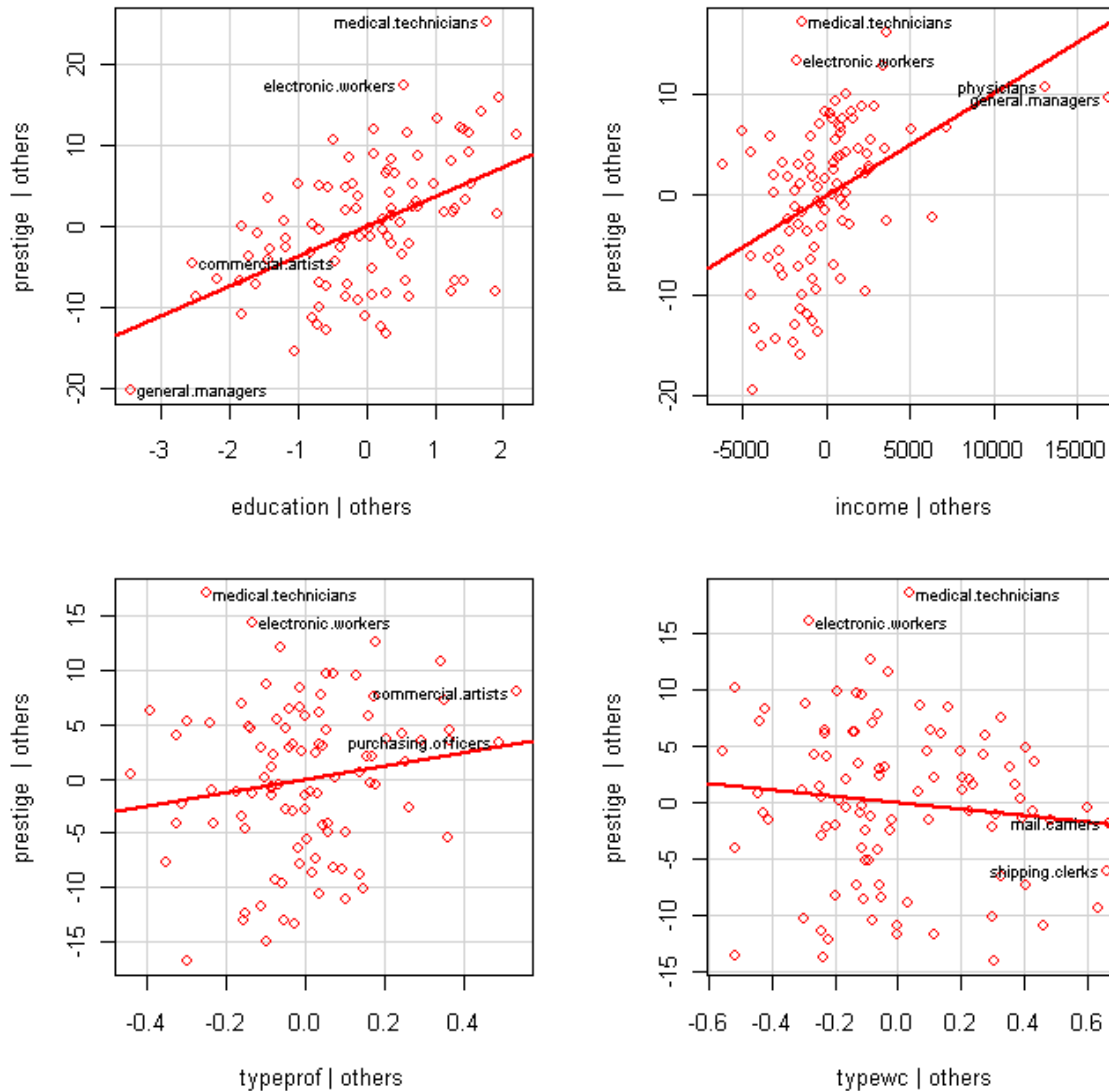 medical.technicians
electronic.workers
commercial.artists
general.managers
prestige | others
20
10
0
-10
-20
-3
-2
-1
0
1
2
education | others
medical.technicians
electronic.workers
physicians
general.managers
prestige | others
10
0
-10
-20
-5000
0
5000
10000
15000
income | others
medical.technicians
electronic.workers
commercial.artists
purchasing.officers
prestige | others
15
10
5
0
-5
-10
-15
-0.4
-0.2
0.0
0.2
0.4
typeprof | others
medical.technicians
electronic.workers
mail.carriers
shipping.clerks
prestige | others
15
10
5
0
-5
-10
-15
-0.6
-0.4
-0.2
0.0
0.2
0.4
0.6
typewc | others